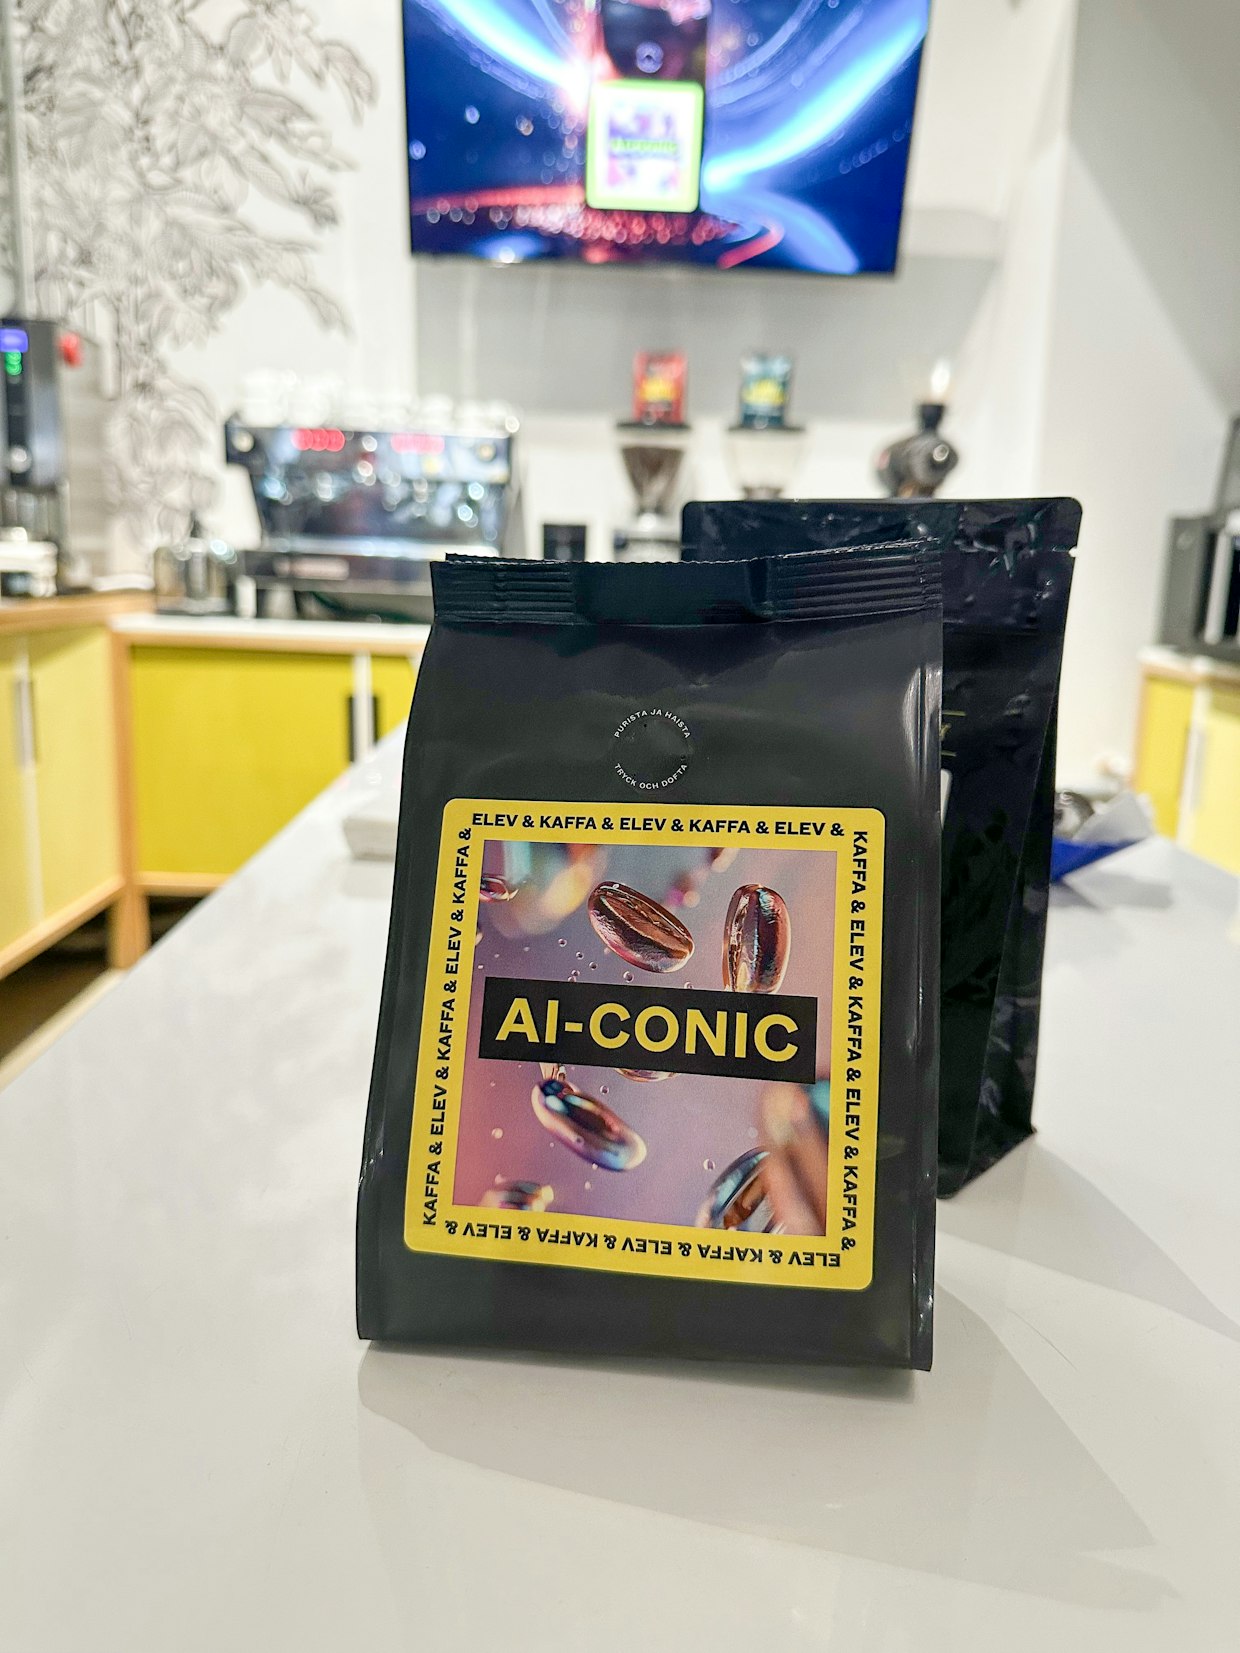 PURISTA JA HAISTA
TRYCK OCH DOFTA
ELEV & KAFFA & ELEV & KAFFA & ELEV &
KAFFA & ELEV & KAFFA & ELEV & KAFFA &
ELEV & KAFFA & ELEV & KAFFA & ELEV &
KAFFA & ELEV & KAFFA & ELEV & KAFFA &
AI-CONIC